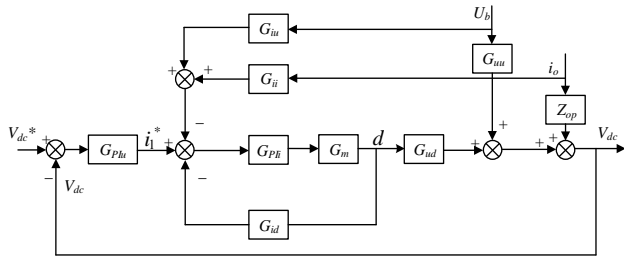 U_b
G_iu
+
G_uu
i_o
+
+
G_ii
Z_op
−
+
V_dc*
+
i_1^*
+
d
+
+
+
V_dc
G_PIu
G_PIi
G_m
G_ud
−
V_dc
−
G_id